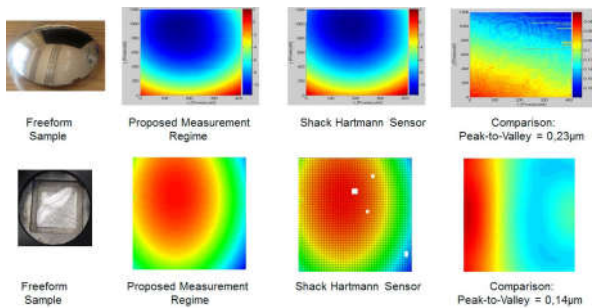 Freeform
Sample
Proposed Measurement
Regime
Shack Hartmann Sensor
Comparison:
Peak-to-Valley = 0,23µm
Freeform
Sample
Proposed Measurement
Regime
Shack Hartmann Sensor
Comparison:
Peak-to-Valley = 0,14µm